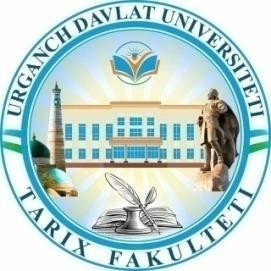 URGANCH DAVLAT UNIVERSITETI
TARIX FAKULTETI